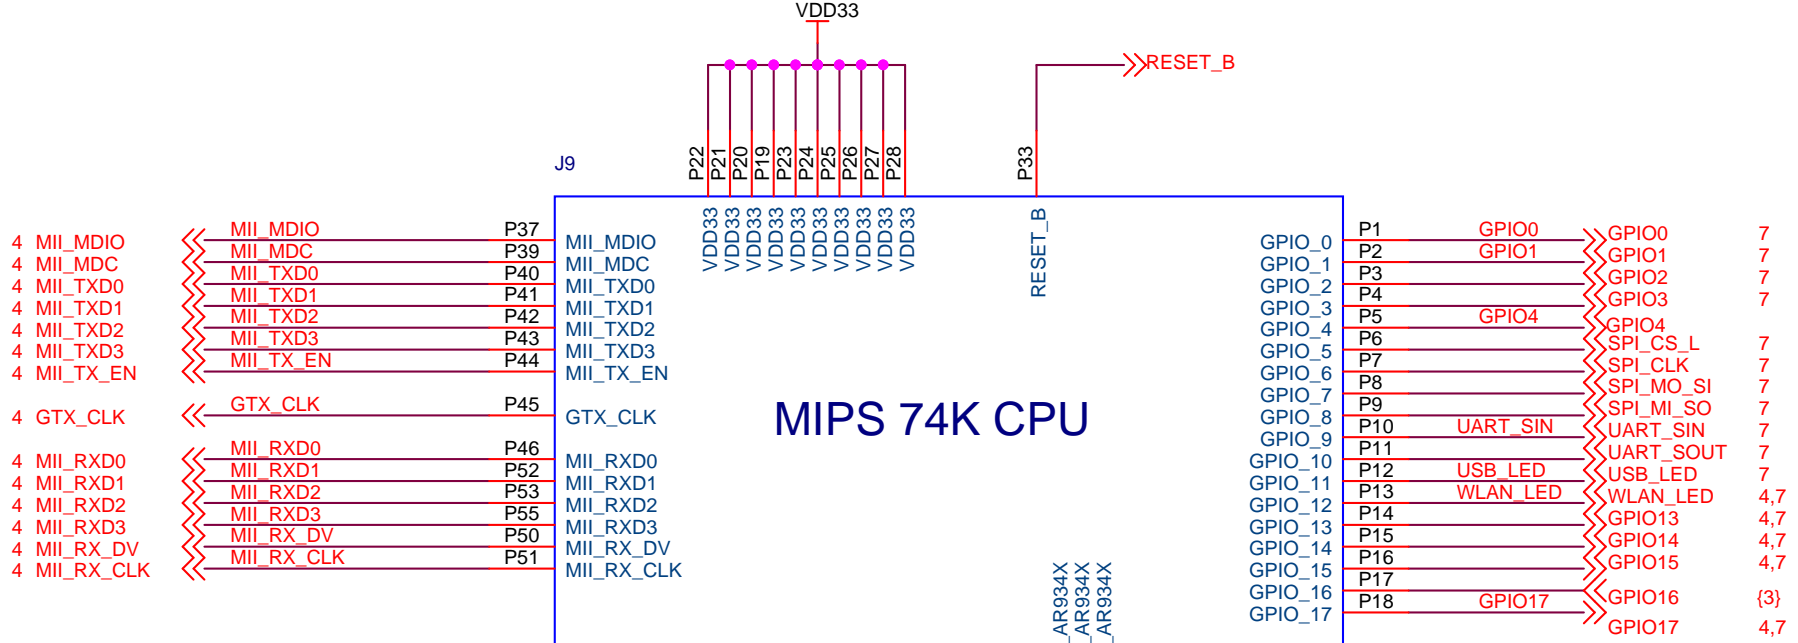 VDD33
RESET_B
J9
P22 P21 P20 P19 P23 P24 P25 P26 P27 P28 P33
VDD33 VDD33 VDD33 VDD33 VDD33 VDD33 VDD33 VDD33 VDD33 VDD33 RESET_B
4 MII_MDIO MII_MDIO P37 MII_MDIO
4 MII_MDC MII_MDC P39 MII_MDC
4 MII_TXD0 MII_TXD0 P40 MII_TXD0
4 MII_TXD1 MII_TXD1 P41 MII_TXD1
4 MII_TXD2 MII_TXD2 P42 MII_TXD2
4 MII_TXD3 MII_TXD3 P43 MII_TXD3
4 MII_TX_EN MII_TX_EN P44 MII_TX_EN
4 GTX_CLK GTX_CLK P45 GTX_CLK
4 MII_RXD0 MII_RXD0 P46 MII_RXD0
4 MII_RXD1 MII_RXD1 P52 MII_RXD1
4 MII_RXD2 MII_RXD2 P53 MII_RXD2
4 MII_RXD3 MII_RXD3 P55 MII_RXD3
4 MII_RX_DV MII_RX_DV P50 MII_RX_DV
4 MII_RX_CLK MII_RX_CLK P51 MII_RX_CLK
MIPS 74K CPU
_AR934X _AR934X _AR934X
GPIO_0 P1 GPIO0 GPIO0 7
GPIO_1 P2 GPIO1 GPIO1 7
GPIO_2 P3 GPIO2 7
GPIO_3 P4 GPIO3 7
GPIO_4 P5 GPIO4 GPIO4
GPIO_5 P6 SPI_CS_L 7
GPIO_6 P7 SPI_CLK 7
GPIO_7 P8 SPI_MO_SI 7
GPIO_8 P9 SPI_MI_SO 7
GPIO_9 P10 UART_SIN UART_SIN 7
GPIO_10 P11 UART_SOUT 7
GPIO_11 P12 USB_LED USB_LED 7
GPIO_12 P13 WLAN_LED WLAN_LED 4,7
GPIO_13 P14 GPIO13 4,7
GPIO_14 P15 GPIO14 4,7
GPIO_15 P16 GPIO15 4,7
GPIO_16 P17 GPIO16 {3}
GPIO_17 P18 GPIO17 GPIO17 4,7